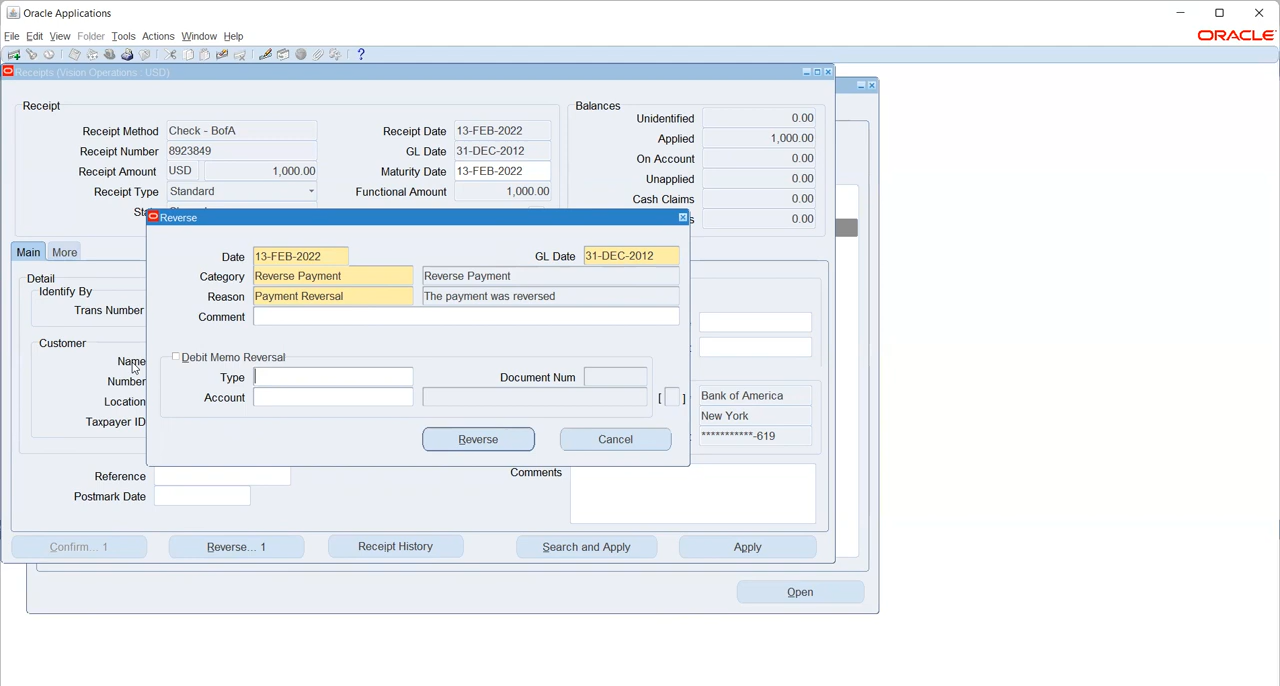 Oracle Applications
File Edit View Folder Tools Actions Window Help
ORACLE
Receipts (Vision Operations : USD)
Receipt
Receipt Method Check - BofA
Receipt Number 8923849
Receipt Amount USD 1,000.00
Receipt Type Standard
Receipt Date 13-FEB-2022
GL Date 31-DEC-2012
Maturity Date 13-FEB-2022
Functional Amount 1,000.00
Balances
Unidentified 0.00
Applied 1,000.00
On Account 0.00
Unapplied 0.00
Cash Claims 0.00
0.00
Main More
Detail
Identify By
Trans Number
Customer
Name
Number
Location
Taxpayer ID
Reverse
Date 13-FEB-2022 GL Date 31-DEC-2012
Category Reverse Payment Reverse Payment
Reason Payment Reversal The payment was reversed
Comment
Debit Memo Reversal
Type Document Num
Account [ ]
Reverse Cancel
Bank of America
New York
***********-619
Reference
Postmark Date
Comments
Confirm... 1 Reverse... 1 Receipt History Search and Apply Apply
Open